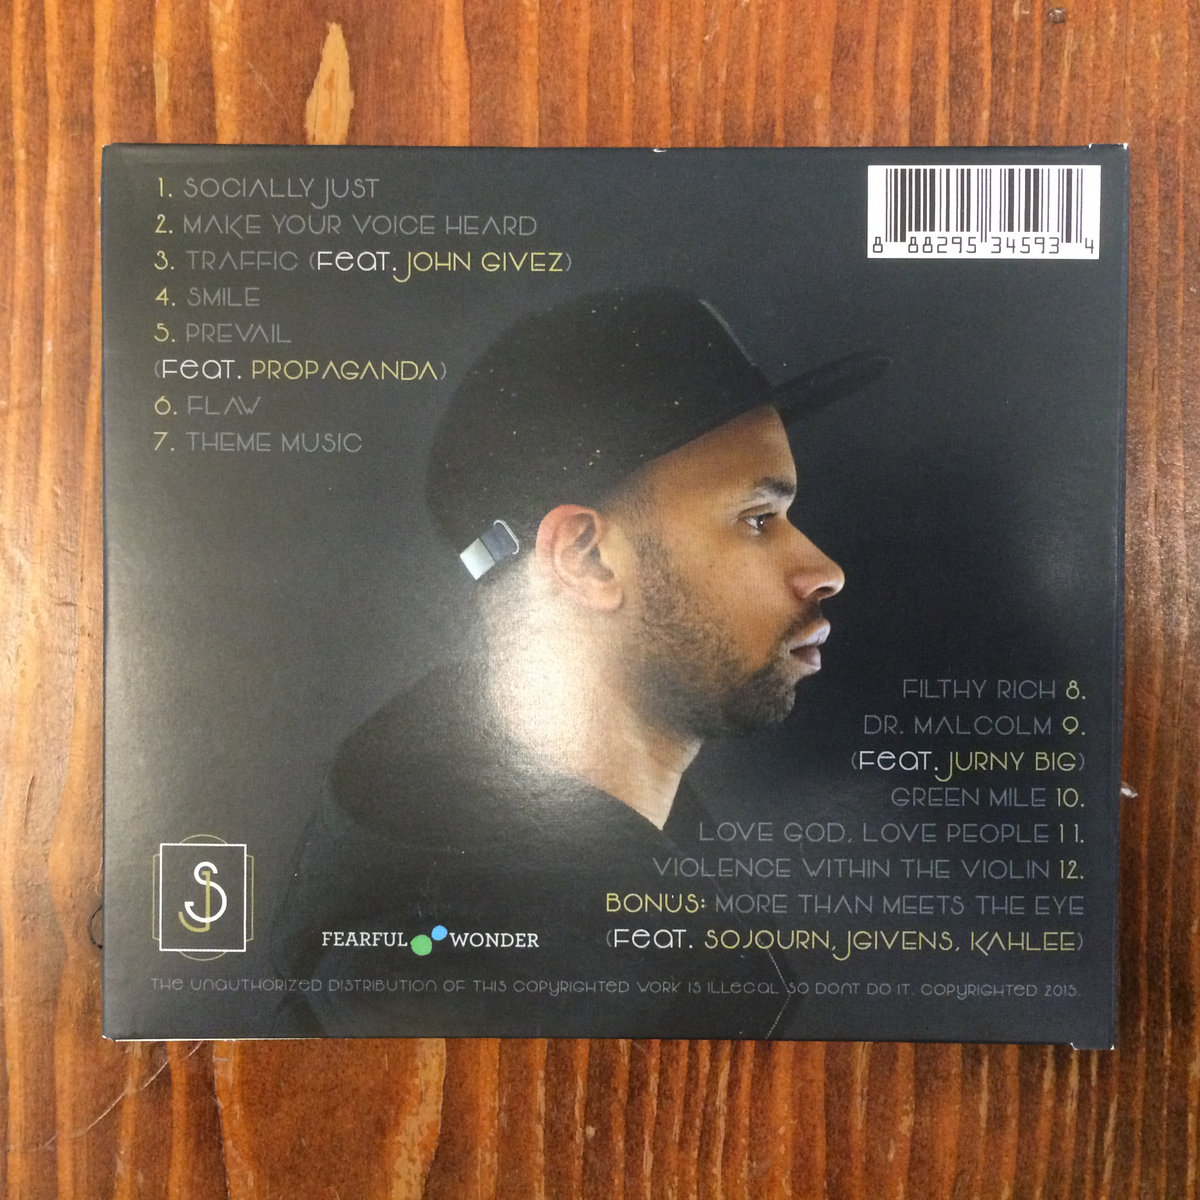 1. SOCIALLY JUST
2. MAKE YOUR VOICE HEARD
3. TRAFFIC (FEAT. JOHN GIVEZ)
4. SMILE
5. PREVAIL
(FEAT. PROPAGANDA)
6. FLAW
7. THEME MUSIC
8 88295 34593 4
FILTHY RICH 8.
DR. MALCOLM 9.
(FEAT. JURNY BIG)
GREEN MILE 10.
LOVE GOD, LOVE PEOPLE 11.
VIOLENCE WITHIN THE VIOLIN 12.
BONUS: MORE THAN MEETS THE EYE
(FEAT. SOJOURN, JGIVENS, KAHLEE)
SJ
FEARFUL WONDER
THE UNAUTHORIZED DISTRIBUTION OF THIS COPYRIGHTED WORK IS ILLEGAL SO DONT DO IT. COPYRIGHTED 2015.